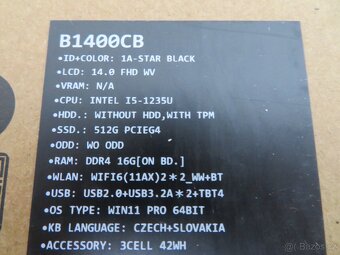 B1400CB
•ID+COLOR: 1A-STAR BLACK
•LCD: 14.0 FHD WV
•VRAM: N/A
•CPU: INTEL I5-1235U
•HDD.: WITHOUT HDD,WITH TPM
•SSD.: 512G PCIEG4
•ODD: WO ODD
•RAM: DDR4 16G[ON BD.]
•WLAN: WIFI6(11AX)2*2_WW+BT
•USB: USB2.0+USB3.2A*2+TBT4
•OS TYPE: WIN11 PRO 64BIT
•KB LANGUAGE: CZECH+SLOVAKIA
•ACCESSORY: 3CELL 42WH